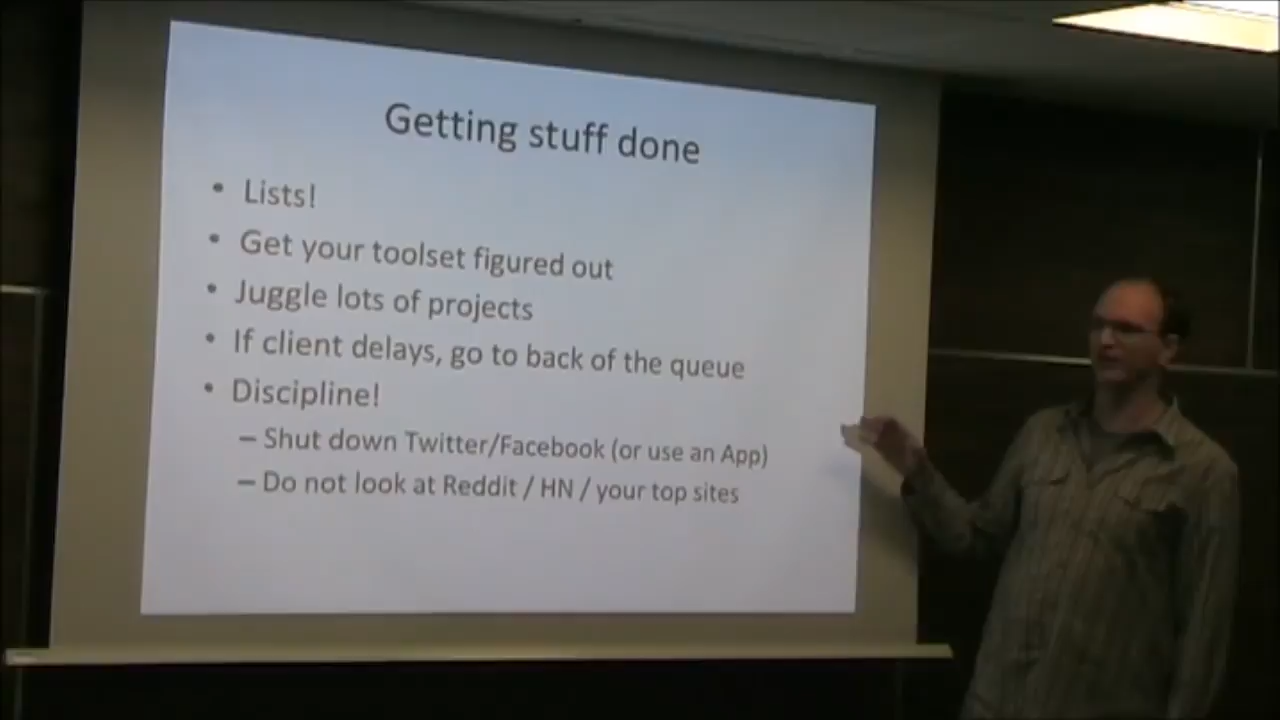 Getting stuff done
• Lists!
• Get your toolset figured out
• Juggle lots of projects
• If client delays, go to back of the queue
• Discipline!
– Shut down Twitter/Facebook (or use an App)
– Do not look at Reddit / HN / your top sites